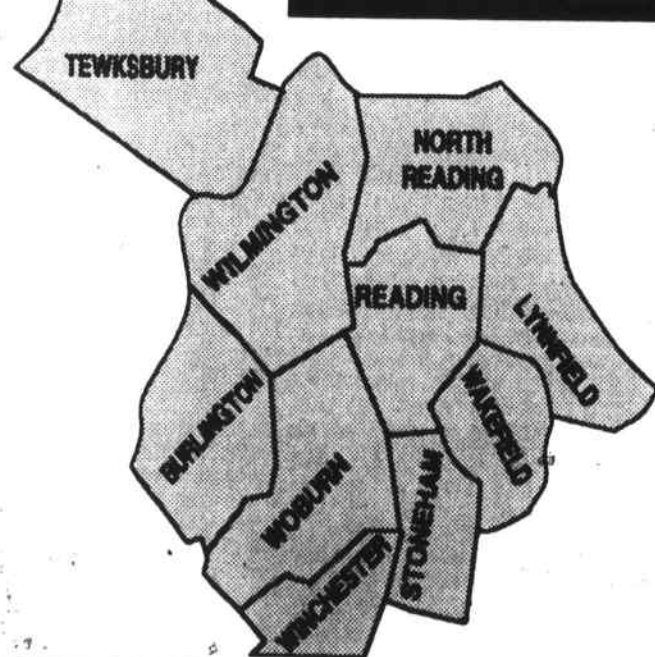 TEWKSBURY
NORTH
READING
WILMINGTON
READING
LYNNFIELD
BURLINGTON
WAKEFIELD
WOBURN
STONEHAM
WINCHESTER